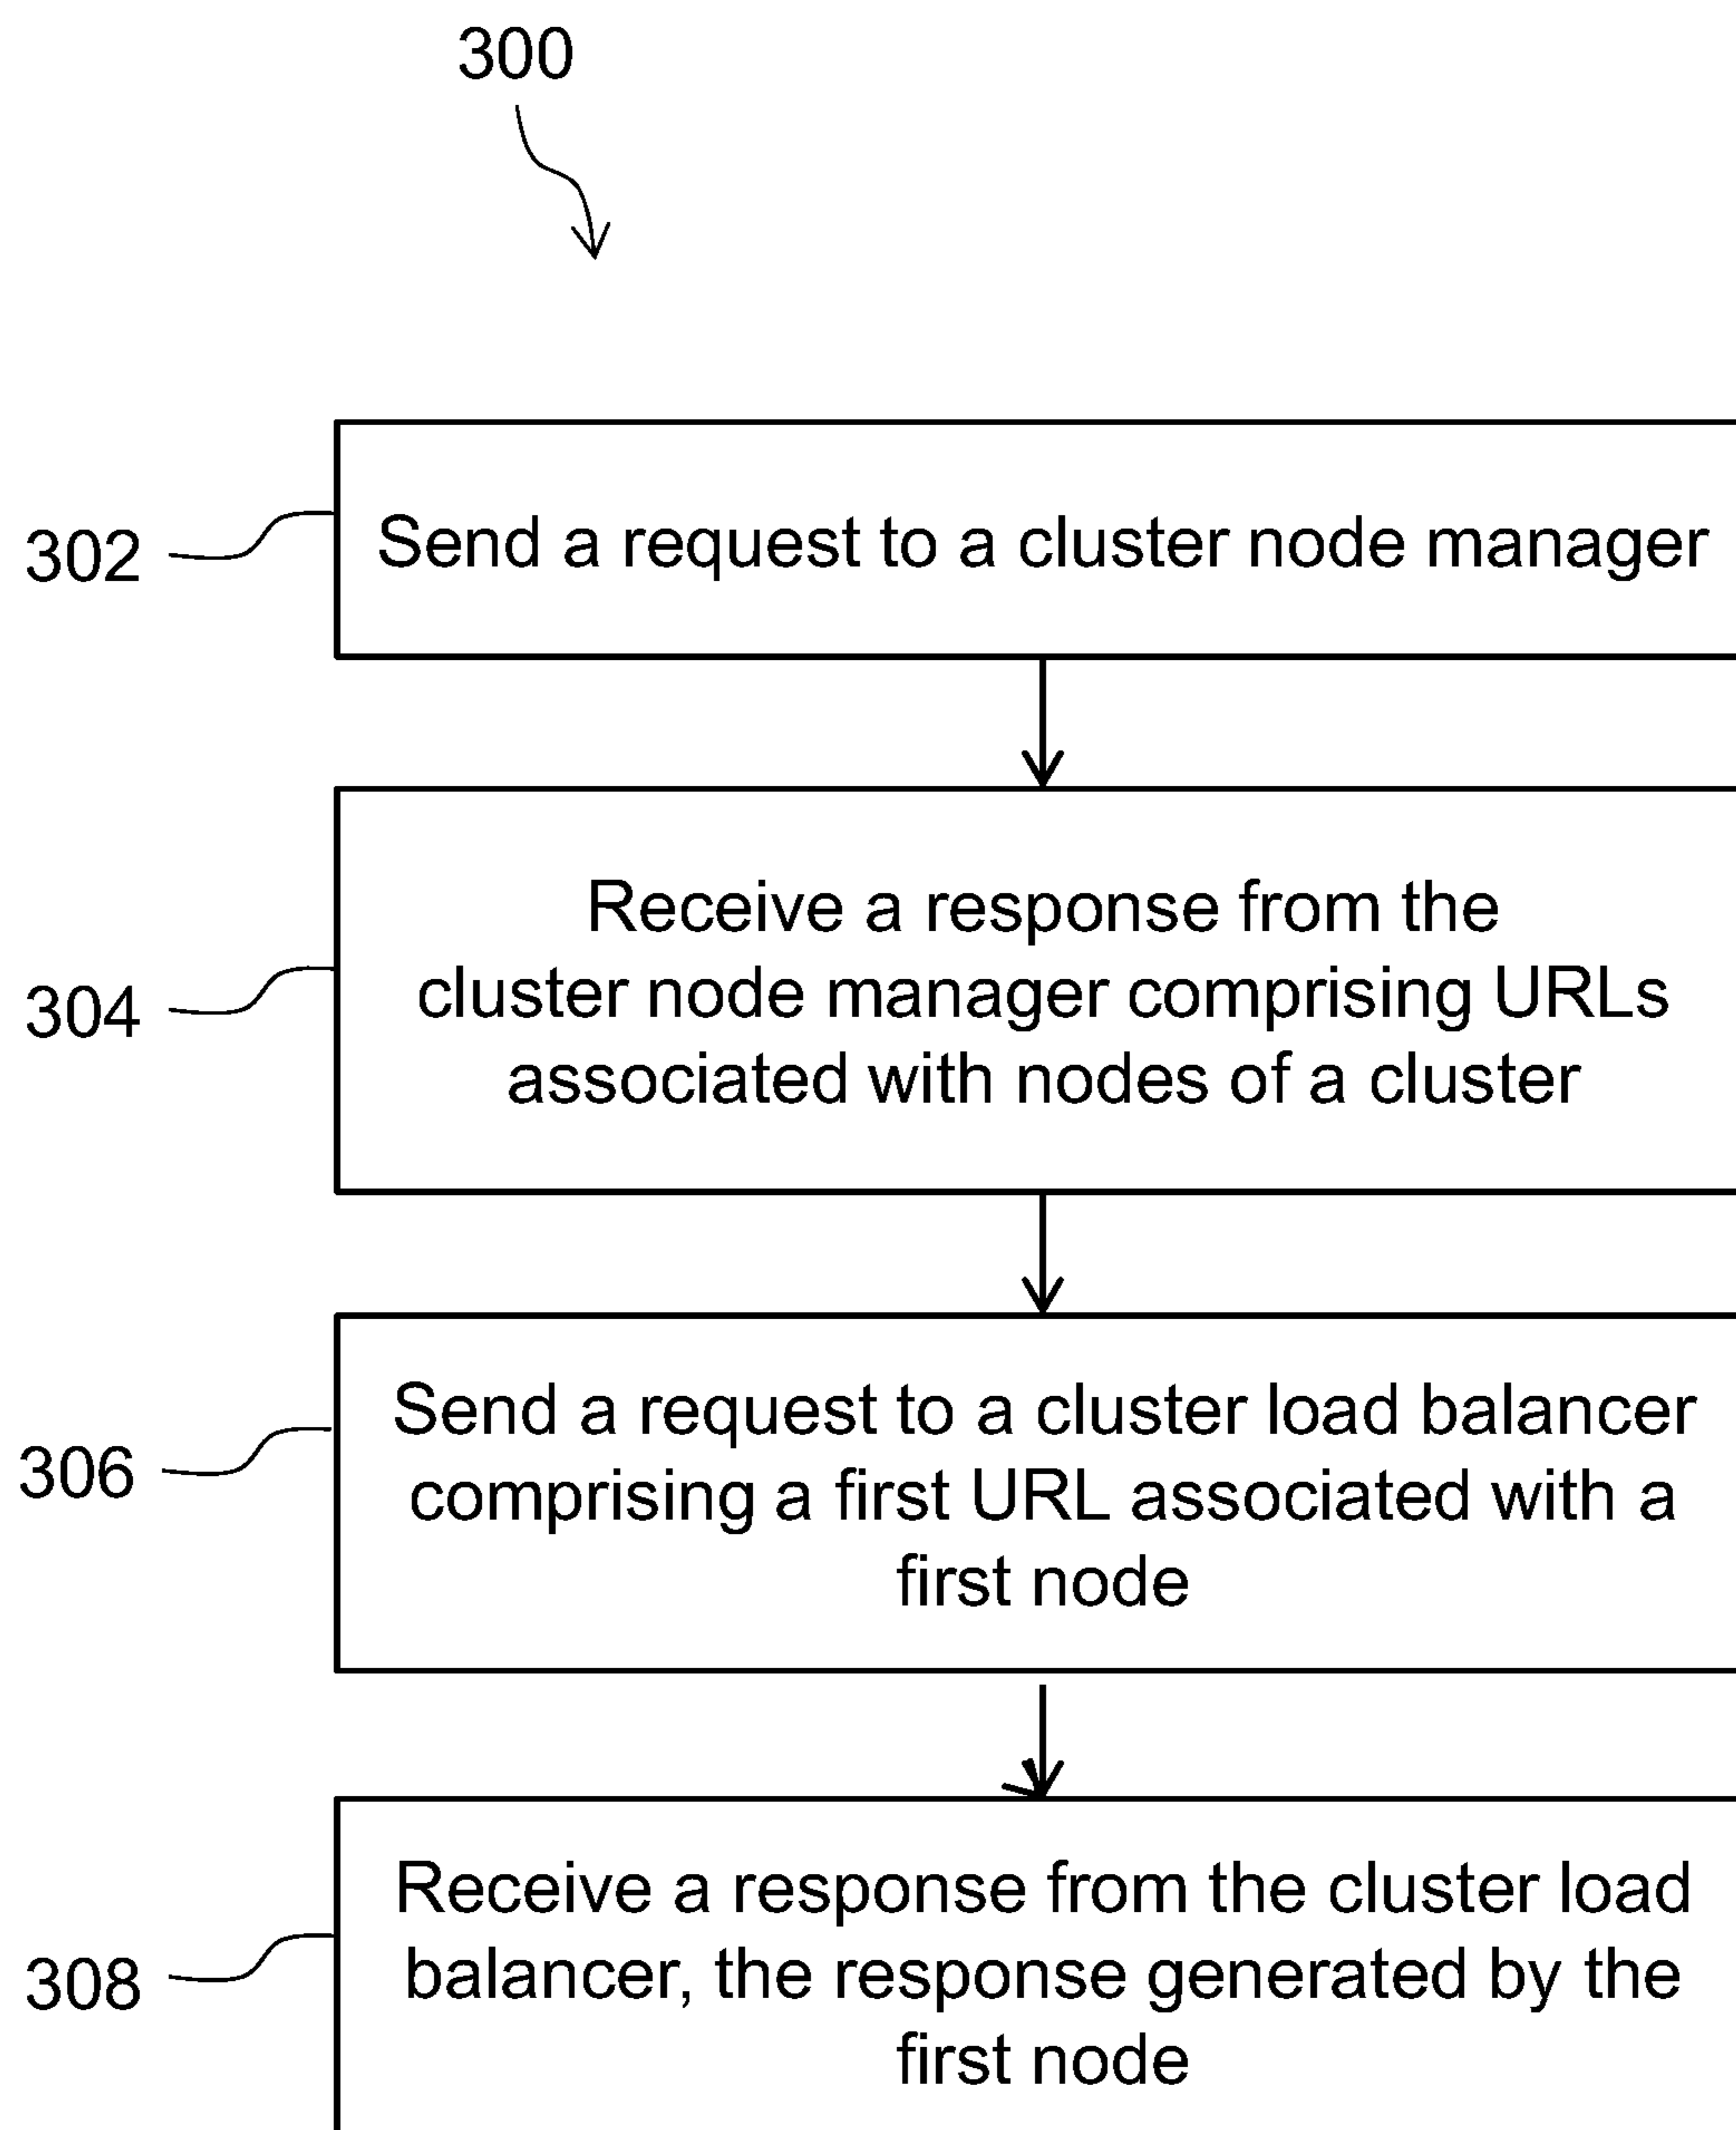 300
302
Send a request to a cluster node manager
304
Receive a response from the
cluster node manager comprising URLs
associated with nodes of a cluster
306
Send a request to a cluster load balancer
comprising a first URL associated with a
first node
308
Receive a response from the cluster load
balancer, the response generated by the
first node